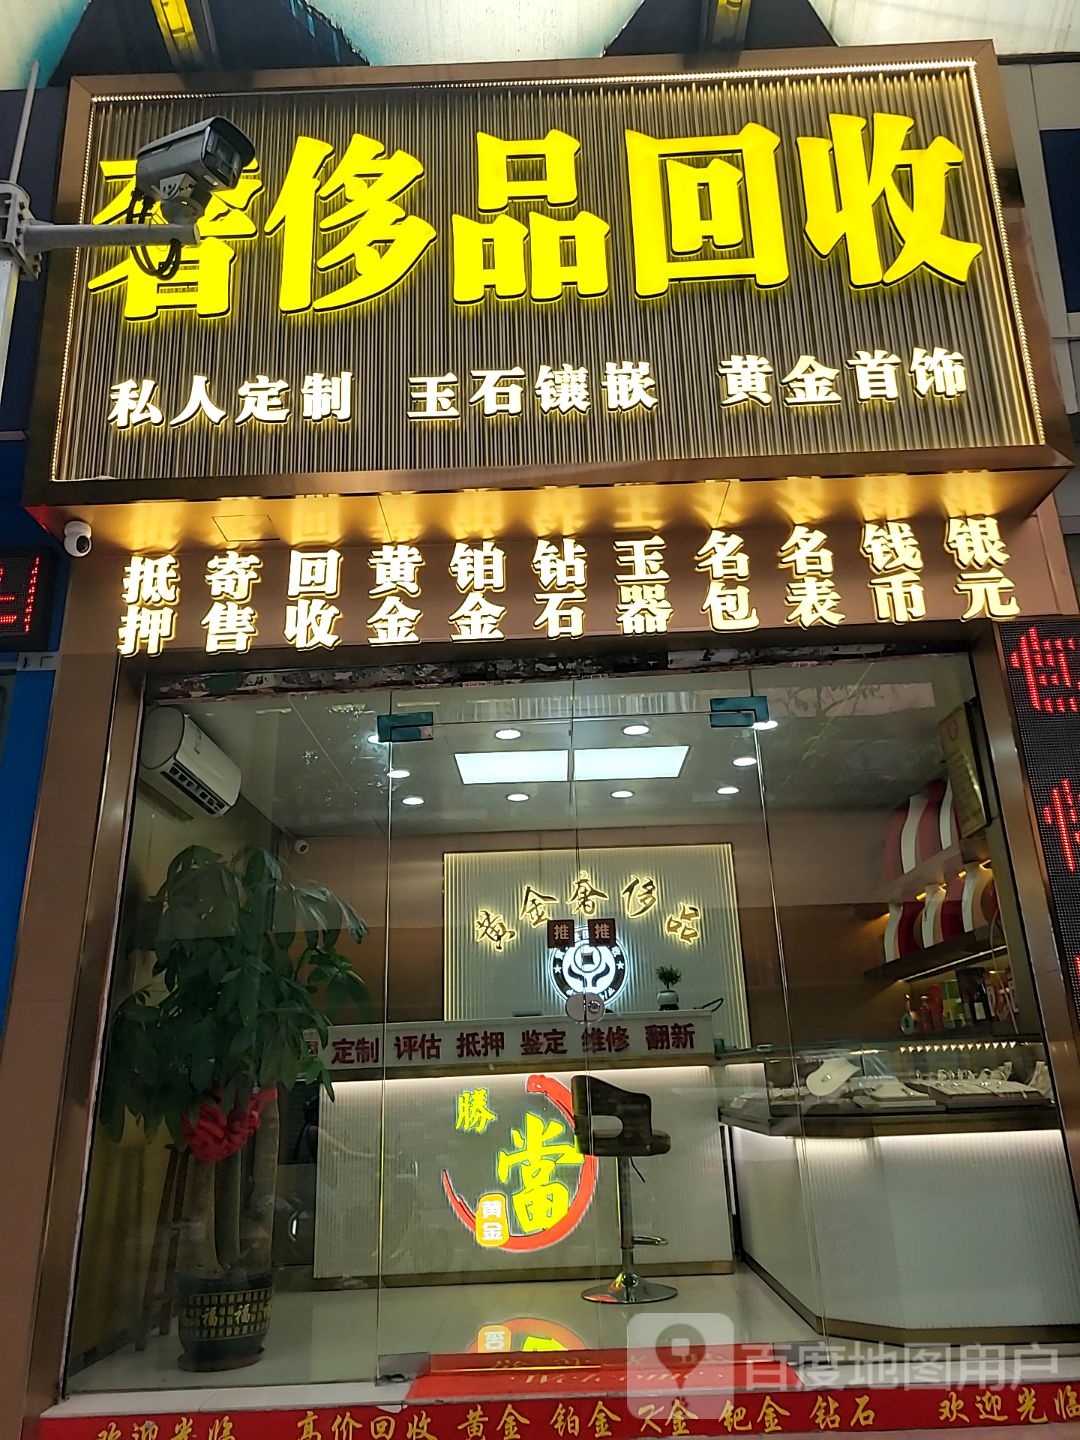 奢侈品回收
私人定制 玉石镶嵌 黄金首饰
抵押 寄售 回收 黄金 铂金 钻石 玉器 名包 名表 钱币 银元
黄金奢侈品
推 推
定制 评估 抵押 鉴定 维修 翻新
勝當
黄金
福 福
欢迎光临 高价回收 黄金 铂金 K金 钯金 钻石 欢迎光临
百度地图用户